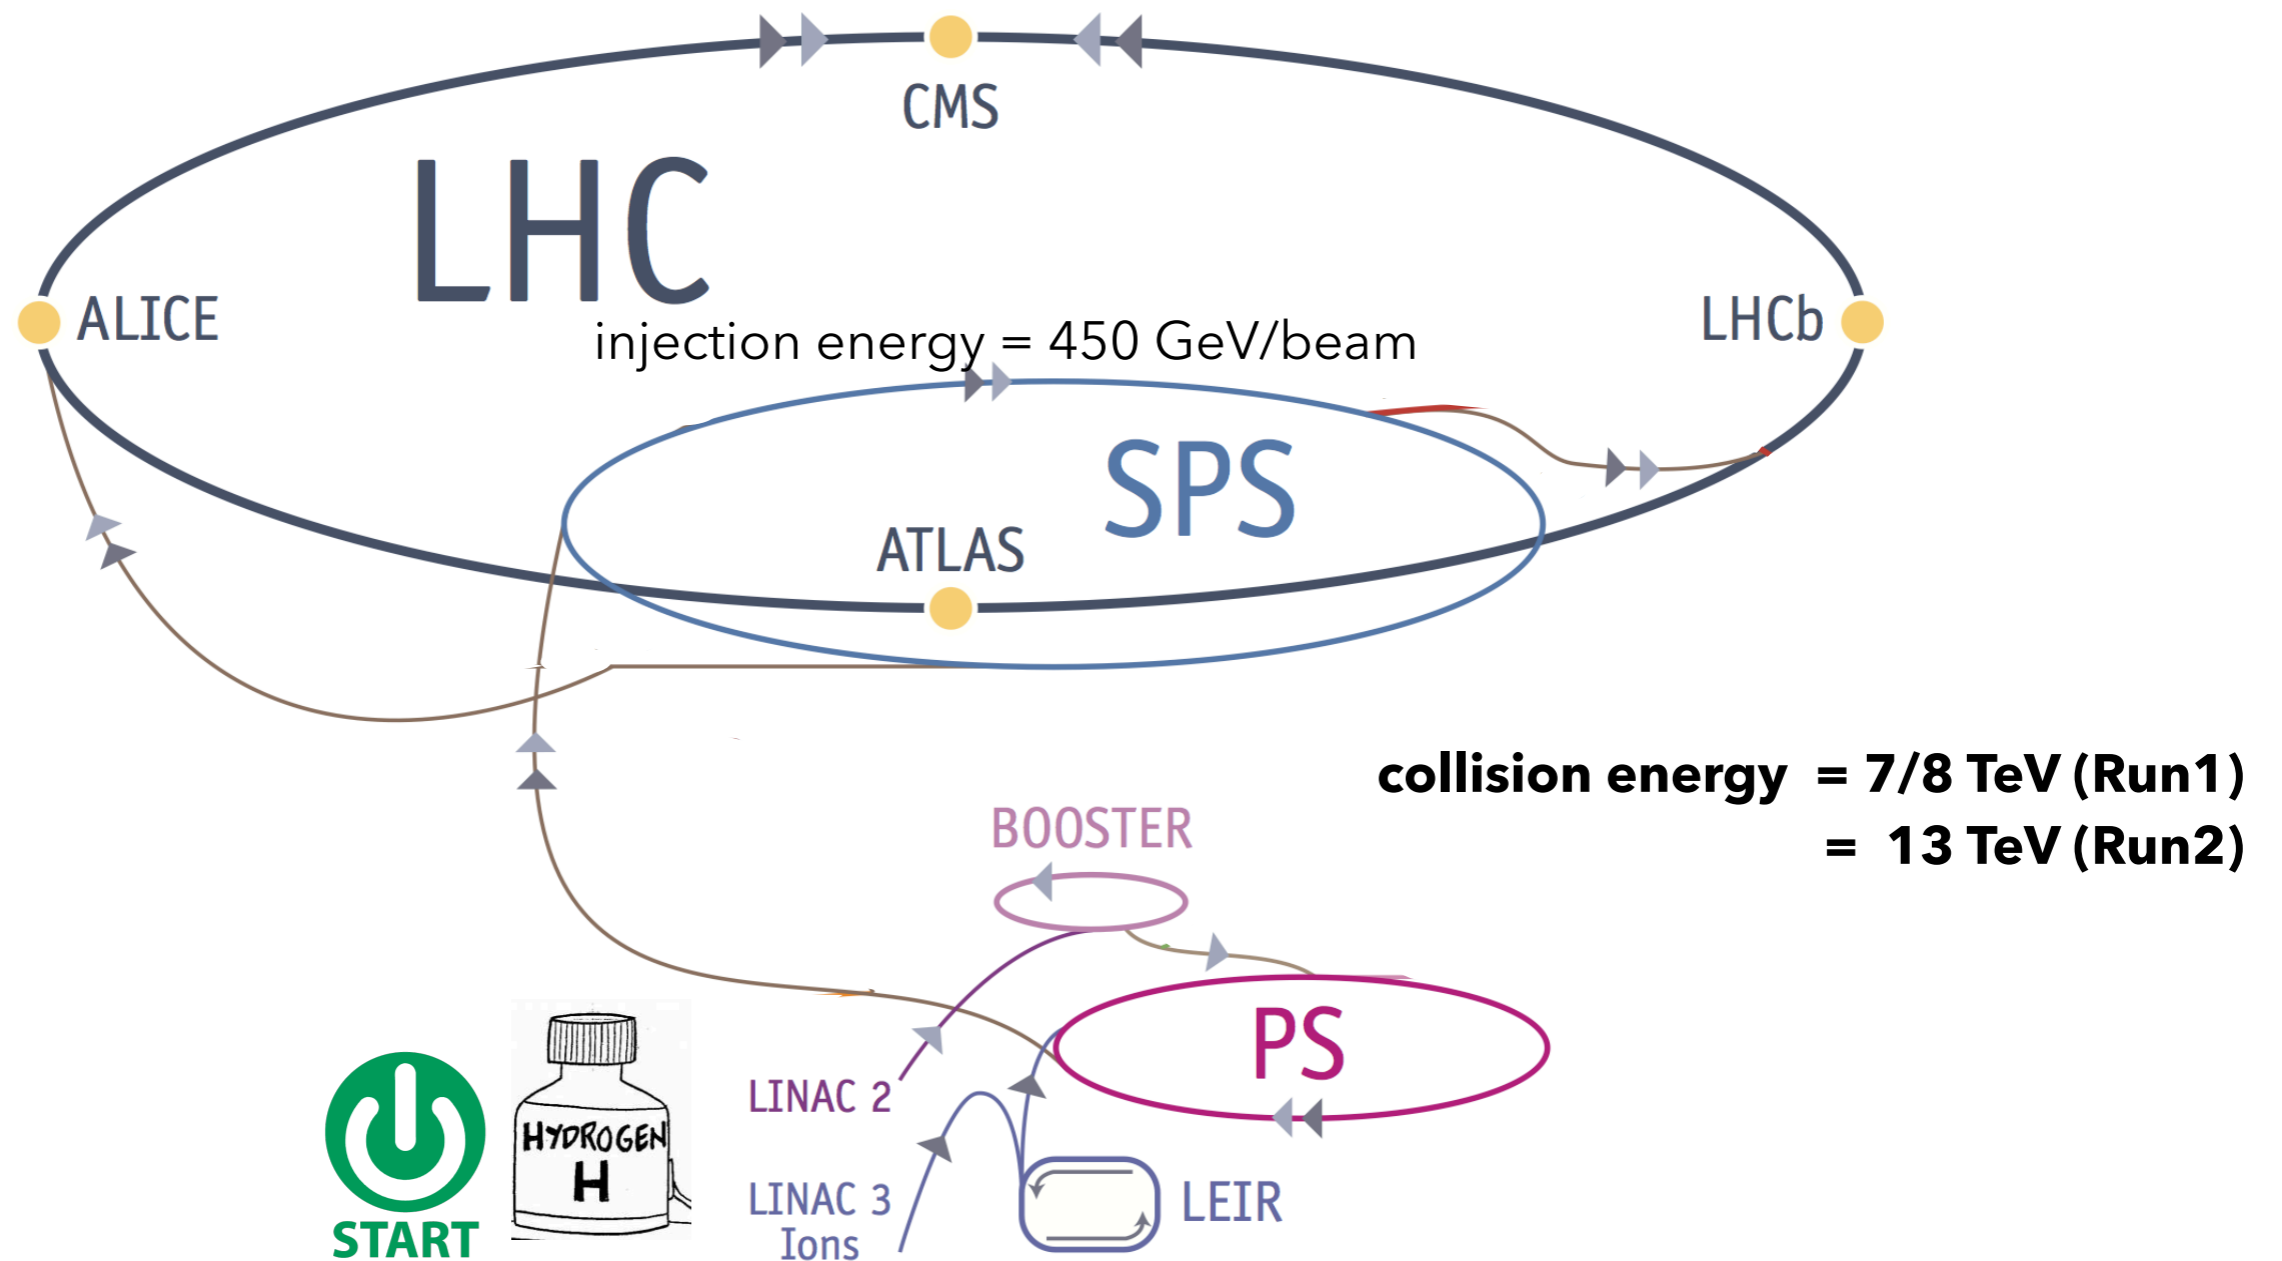 CMS
LHC
ALICE
LHCb
injection energy = 450 GeV/beam
SPS
ATLAS
collision energy = 7/8 TeV (Run1)
= 13 TeV (Run2)
BOOSTER
PS
LINAC 2
HYDROGEN
H
LINAC 3
Ions
LEIR
START